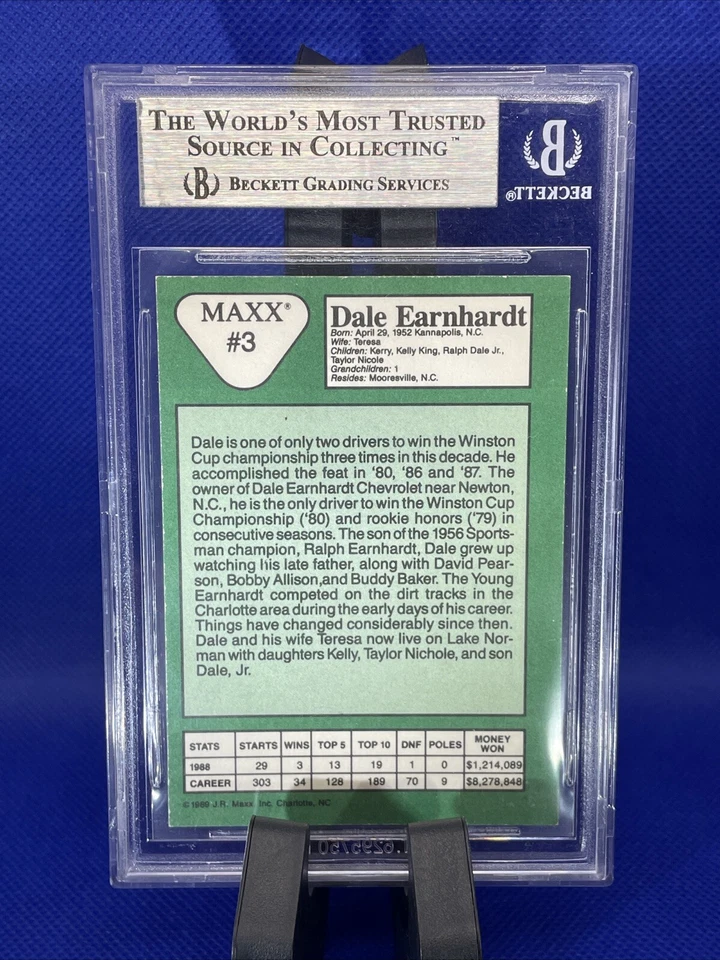 THE WORLD'S MOST TRUSTED
SOURCE IN COLLECTING™
B BECKETT GRADING SERVICES
B
BECKETT®
MAXX®
#3
Dale Earnhardt
Born: April 29, 1952 Kannapolis, N.C.
Wife: Teresa
Children: Kerry, Kelly King, Ralph Dale Jr.,
Taylor Nicole
Grandchildren: 1
Resides: Mooresville, N.C.
Dale is one of only two drivers to win the Winston
Cup championship three times in this decade. He
accomplished the feat in '80, '86 and '87. The
owner of Dale Earnhardt Chevrolet near Newton,
N.C., he is the only driver to win the Winston Cup
Championship ('80) and rookie honors ('79) in
consecutive seasons. The son of the 1956 Sports-
man champion, Ralph Earnhardt, Dale grew up
watching his late father, along with David Pear-
son, Bobby Allison,and Buddy Baker. The Young
Earnhardt competed on the dirt tracks in the
Charlotte area during the early days of his career.
Things have changed considerably since then.
Dale and his wife Teresa now live on Lake Nor-
man with daughters Kelly, Taylor Nichole, and son
Dale, Jr.
STATS STARTS WINS TOP 5 TOP 10 DNF POLES MONEY WON
1988 29 3 13 19 1 0 $1,214,089
CAREER 303 34 128 189 70 9 $8,278,848
© 1989 J.R. Maxx, Inc. Charlotte, NC